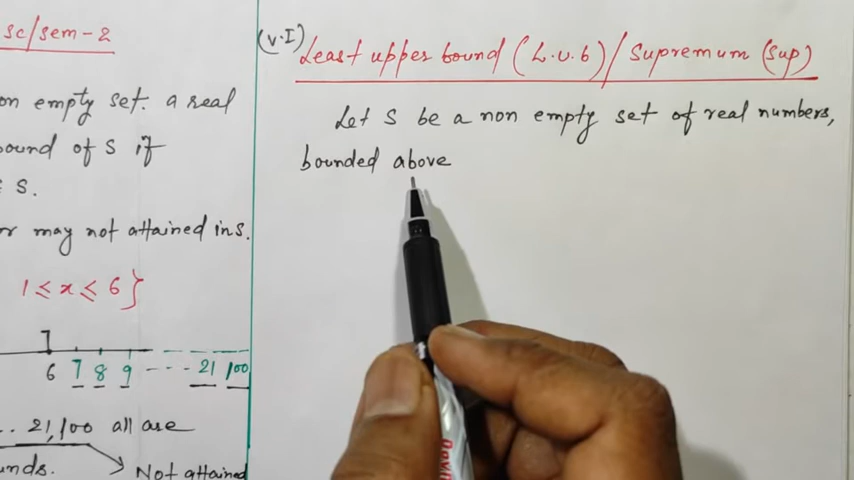 sc/sem-2
on empty set. a real
ound of S if
S.
or may not attained in s.
1 ≤ x ≤ 6 }
6 7 8 9 --- 21 100
.. 21,100 all are
unds. → Not attained
(V.I) Least upper bound (L.U.b)/Supremum (Sup)
Let S be a non empty set of real numbers,
bounded above